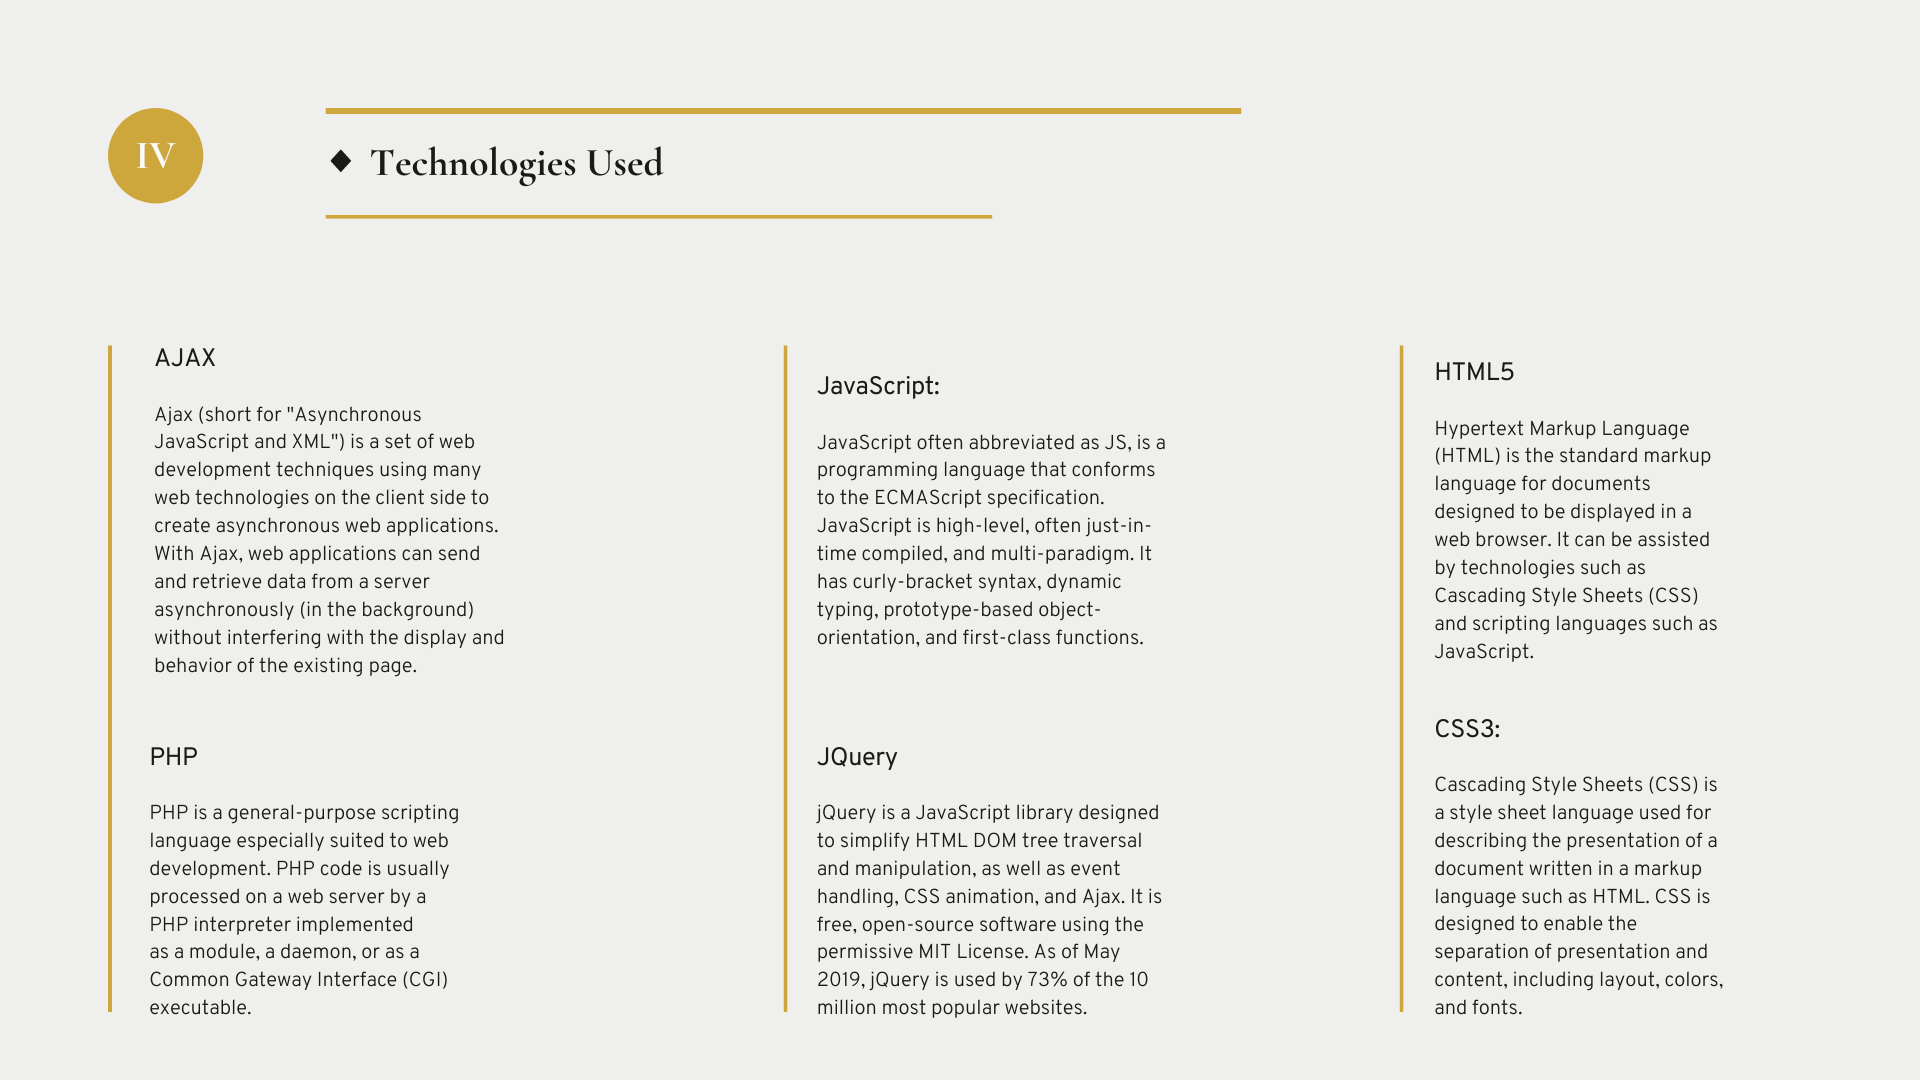 IV
◆ Technologies Used
AJAX
Ajax (short for "Asynchronous
JavaScript and XML") is a set of web
development techniques using many
web technologies on the client side to
create asynchronous web applications.
With Ajax, web applications can send
and retrieve data from a server
asynchronously (in the background)
without interfering with the display and
behavior of the existing page.
PHP
PHP is a general-purpose scripting
language especially suited to web
development. PHP code is usually
processed on a web server by a
PHP interpreter implemented
as a module, a daemon, or as a
Common Gateway Interface (CGI)
executable.
JavaScript:
JavaScript often abbreviated as JS, is a
programming language that conforms
to the ECMAScript specification.
JavaScript is high-level, often just-in-
time compiled, and multi-paradigm. It
has curly-bracket syntax, dynamic
typing, prototype-based object-
orientation, and first-class functions.
JQuery
jQuery is a JavaScript library designed
to simplify HTML DOM tree traversal
and manipulation, as well as event
handling, CSS animation, and Ajax. It is
free, open-source software using the
permissive MIT License. As of May
2019, jQuery is used by 73% of the 10
million most popular websites.
HTML5
Hypertext Markup Language
(HTML) is the standard markup
language for documents
designed to be displayed in a
web browser. It can be assisted
by technologies such as
Cascading Style Sheets (CSS)
and scripting languages such as
JavaScript.
CSS3:
Cascading Style Sheets (CSS) is
a style sheet language used for
describing the presentation of a
document written in a markup
language such as HTML. CSS is
designed to enable the
separation of presentation and
content, including layout, colors,
and fonts.